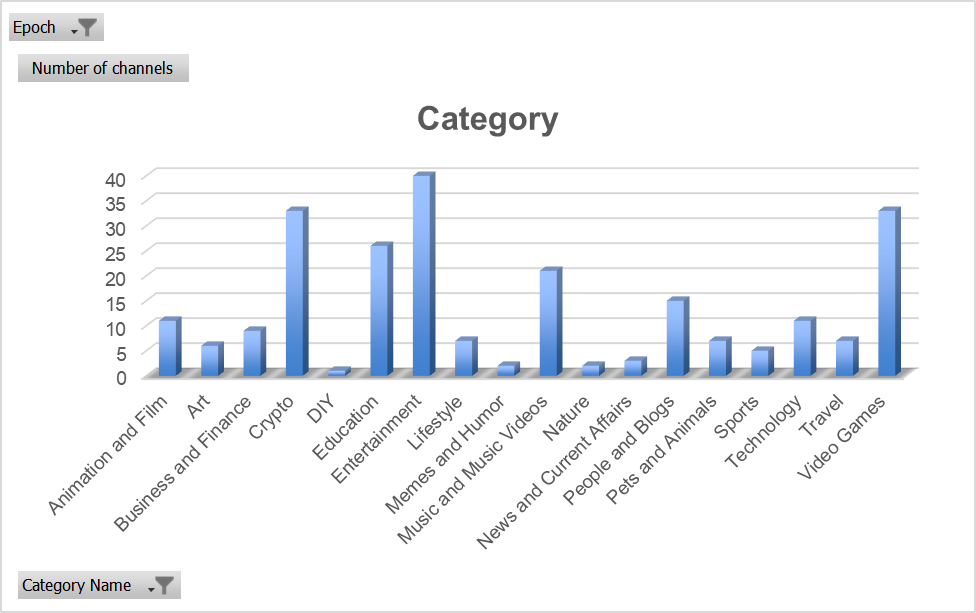 Epoch
Number of channels
Category
40
35
30
25
20
15
10
5
0
Animation and Film
Art
Business and Finance
Crypto
DIY
Education
Entertainment
Lifestyle
Memes and Humor
Music and Music Videos
Nature
News and Current Affairs
People and Blogs
Pets and Animals
Sports
Technology
Travel
Video Games
Category Name